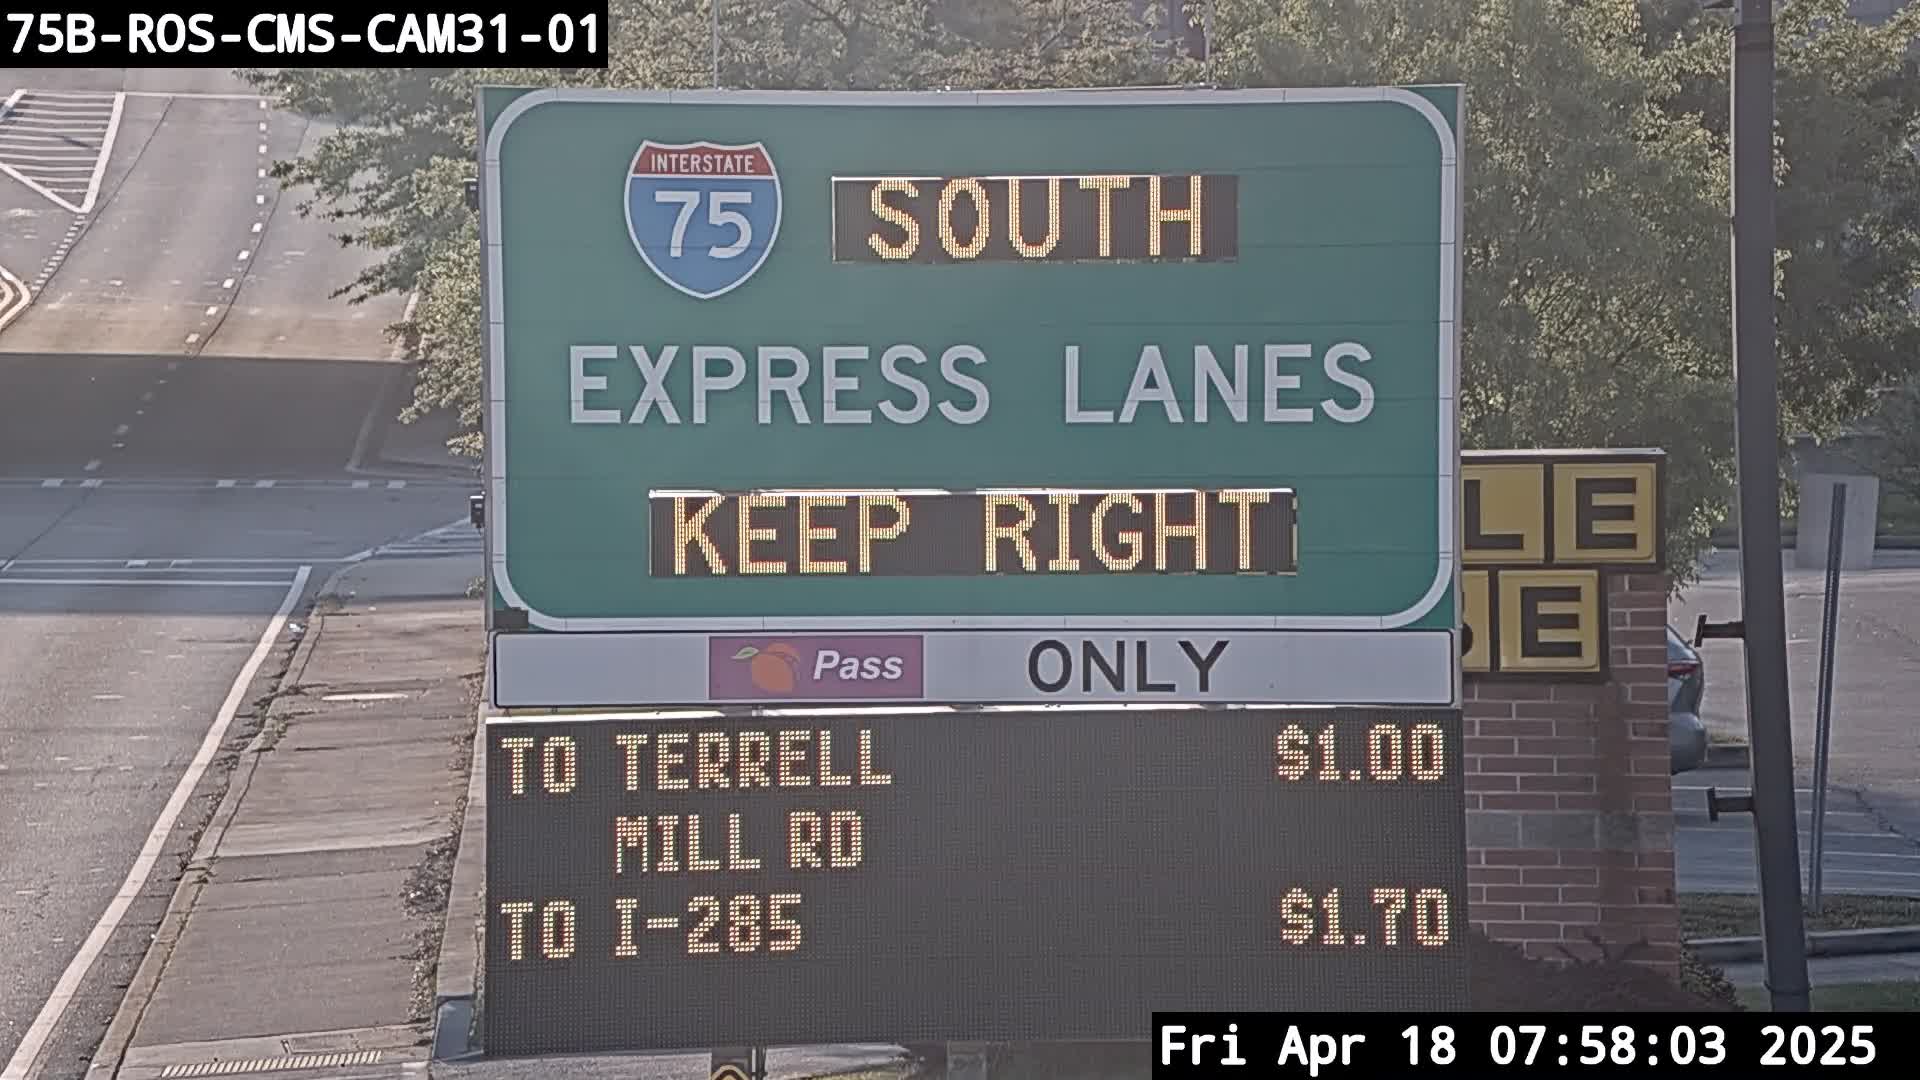 75B-ROS-CMS-CAM31-01
INTERSTATE
75
SOUTH
EXPRESS LANES
KEEP RIGHT
Pass ONLY
TO TERRELL $1.00
MILL RD
TO I-285 $1.70
LE
E
Fri Apr 18 07:58:03 2025